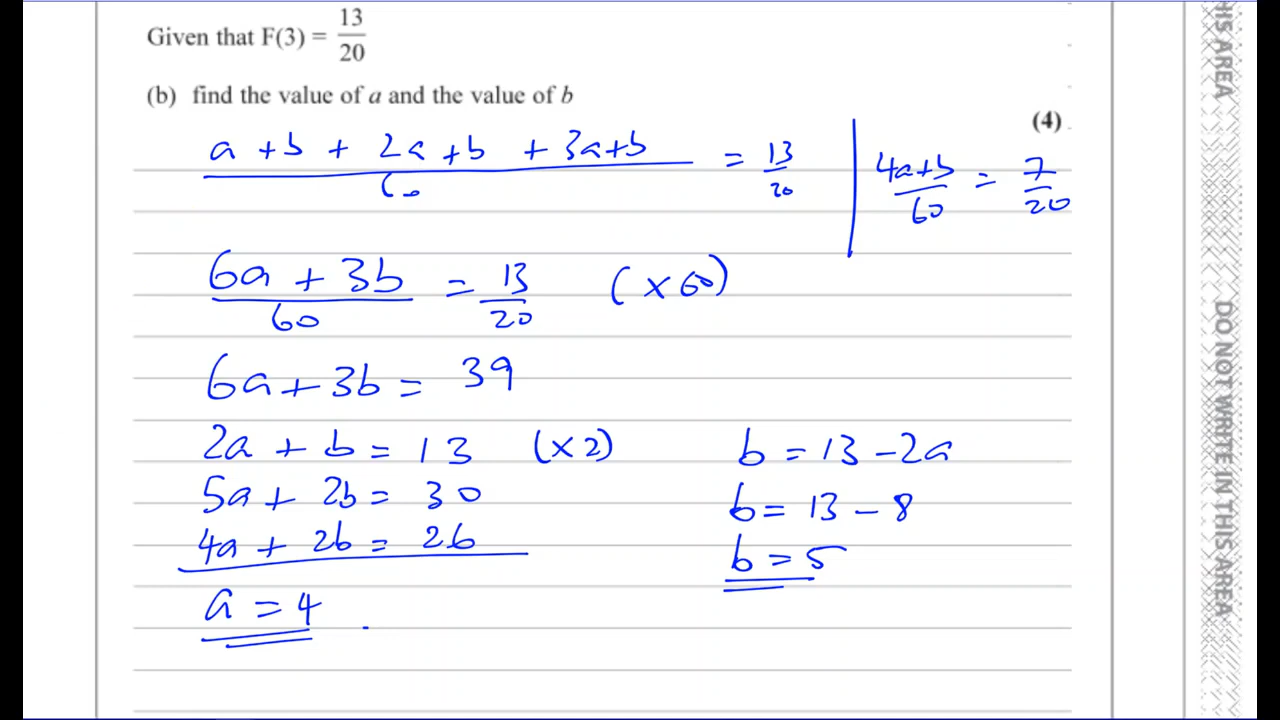 Given that F(3) = 13/20
(b) find the value of a and the value of b
(4)
a + b + 2a + b + 3a + b / 60 = 13/20
4a + b / 60 = 7/20
6a + 3b / 60 = 13/20 (× 60)
6a + 3b = 39
2a + b = 13 (× 2)
5a + 2b = 30
4a + 2b = 26
a = 4
b = 13 - 2a
b = 13 - 8
b = 5
HIS AREA
DO NOT WRITE IN THIS AREA